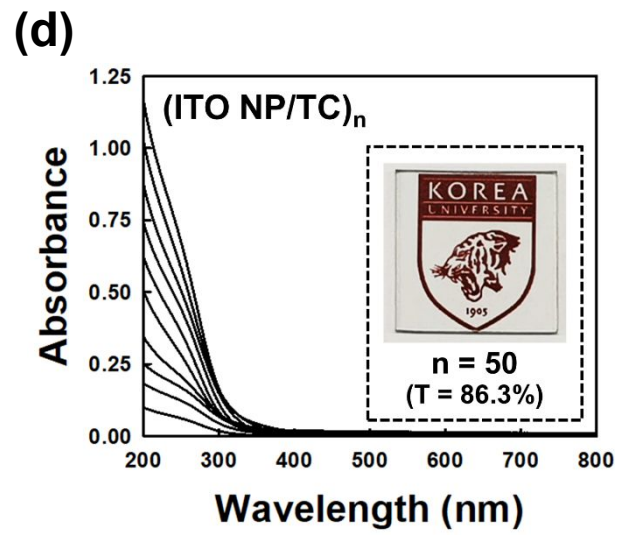 (d)
(ITO NP/TC)n
Absorbance
1.25
1.00
0.75
0.50
0.25
0.00
200 300 400 500 600 700 800
Wavelength (nm)
KOREA
UNIVERSITY
1905
n = 50
(T = 86.3%)